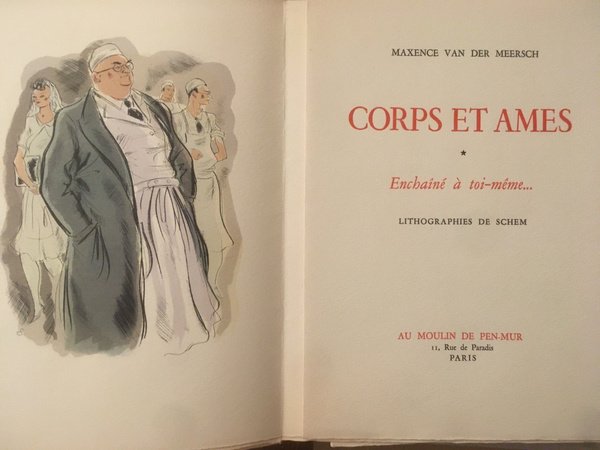 MAXENCE VAN DER MEERSCH
CORPS ET AMES
*
Enchaîné à toi-même...
LITHOGRAPHIES DE SCHEM
AU MOULIN DE PEN-MUR
11, Rue de Paradis
PARIS